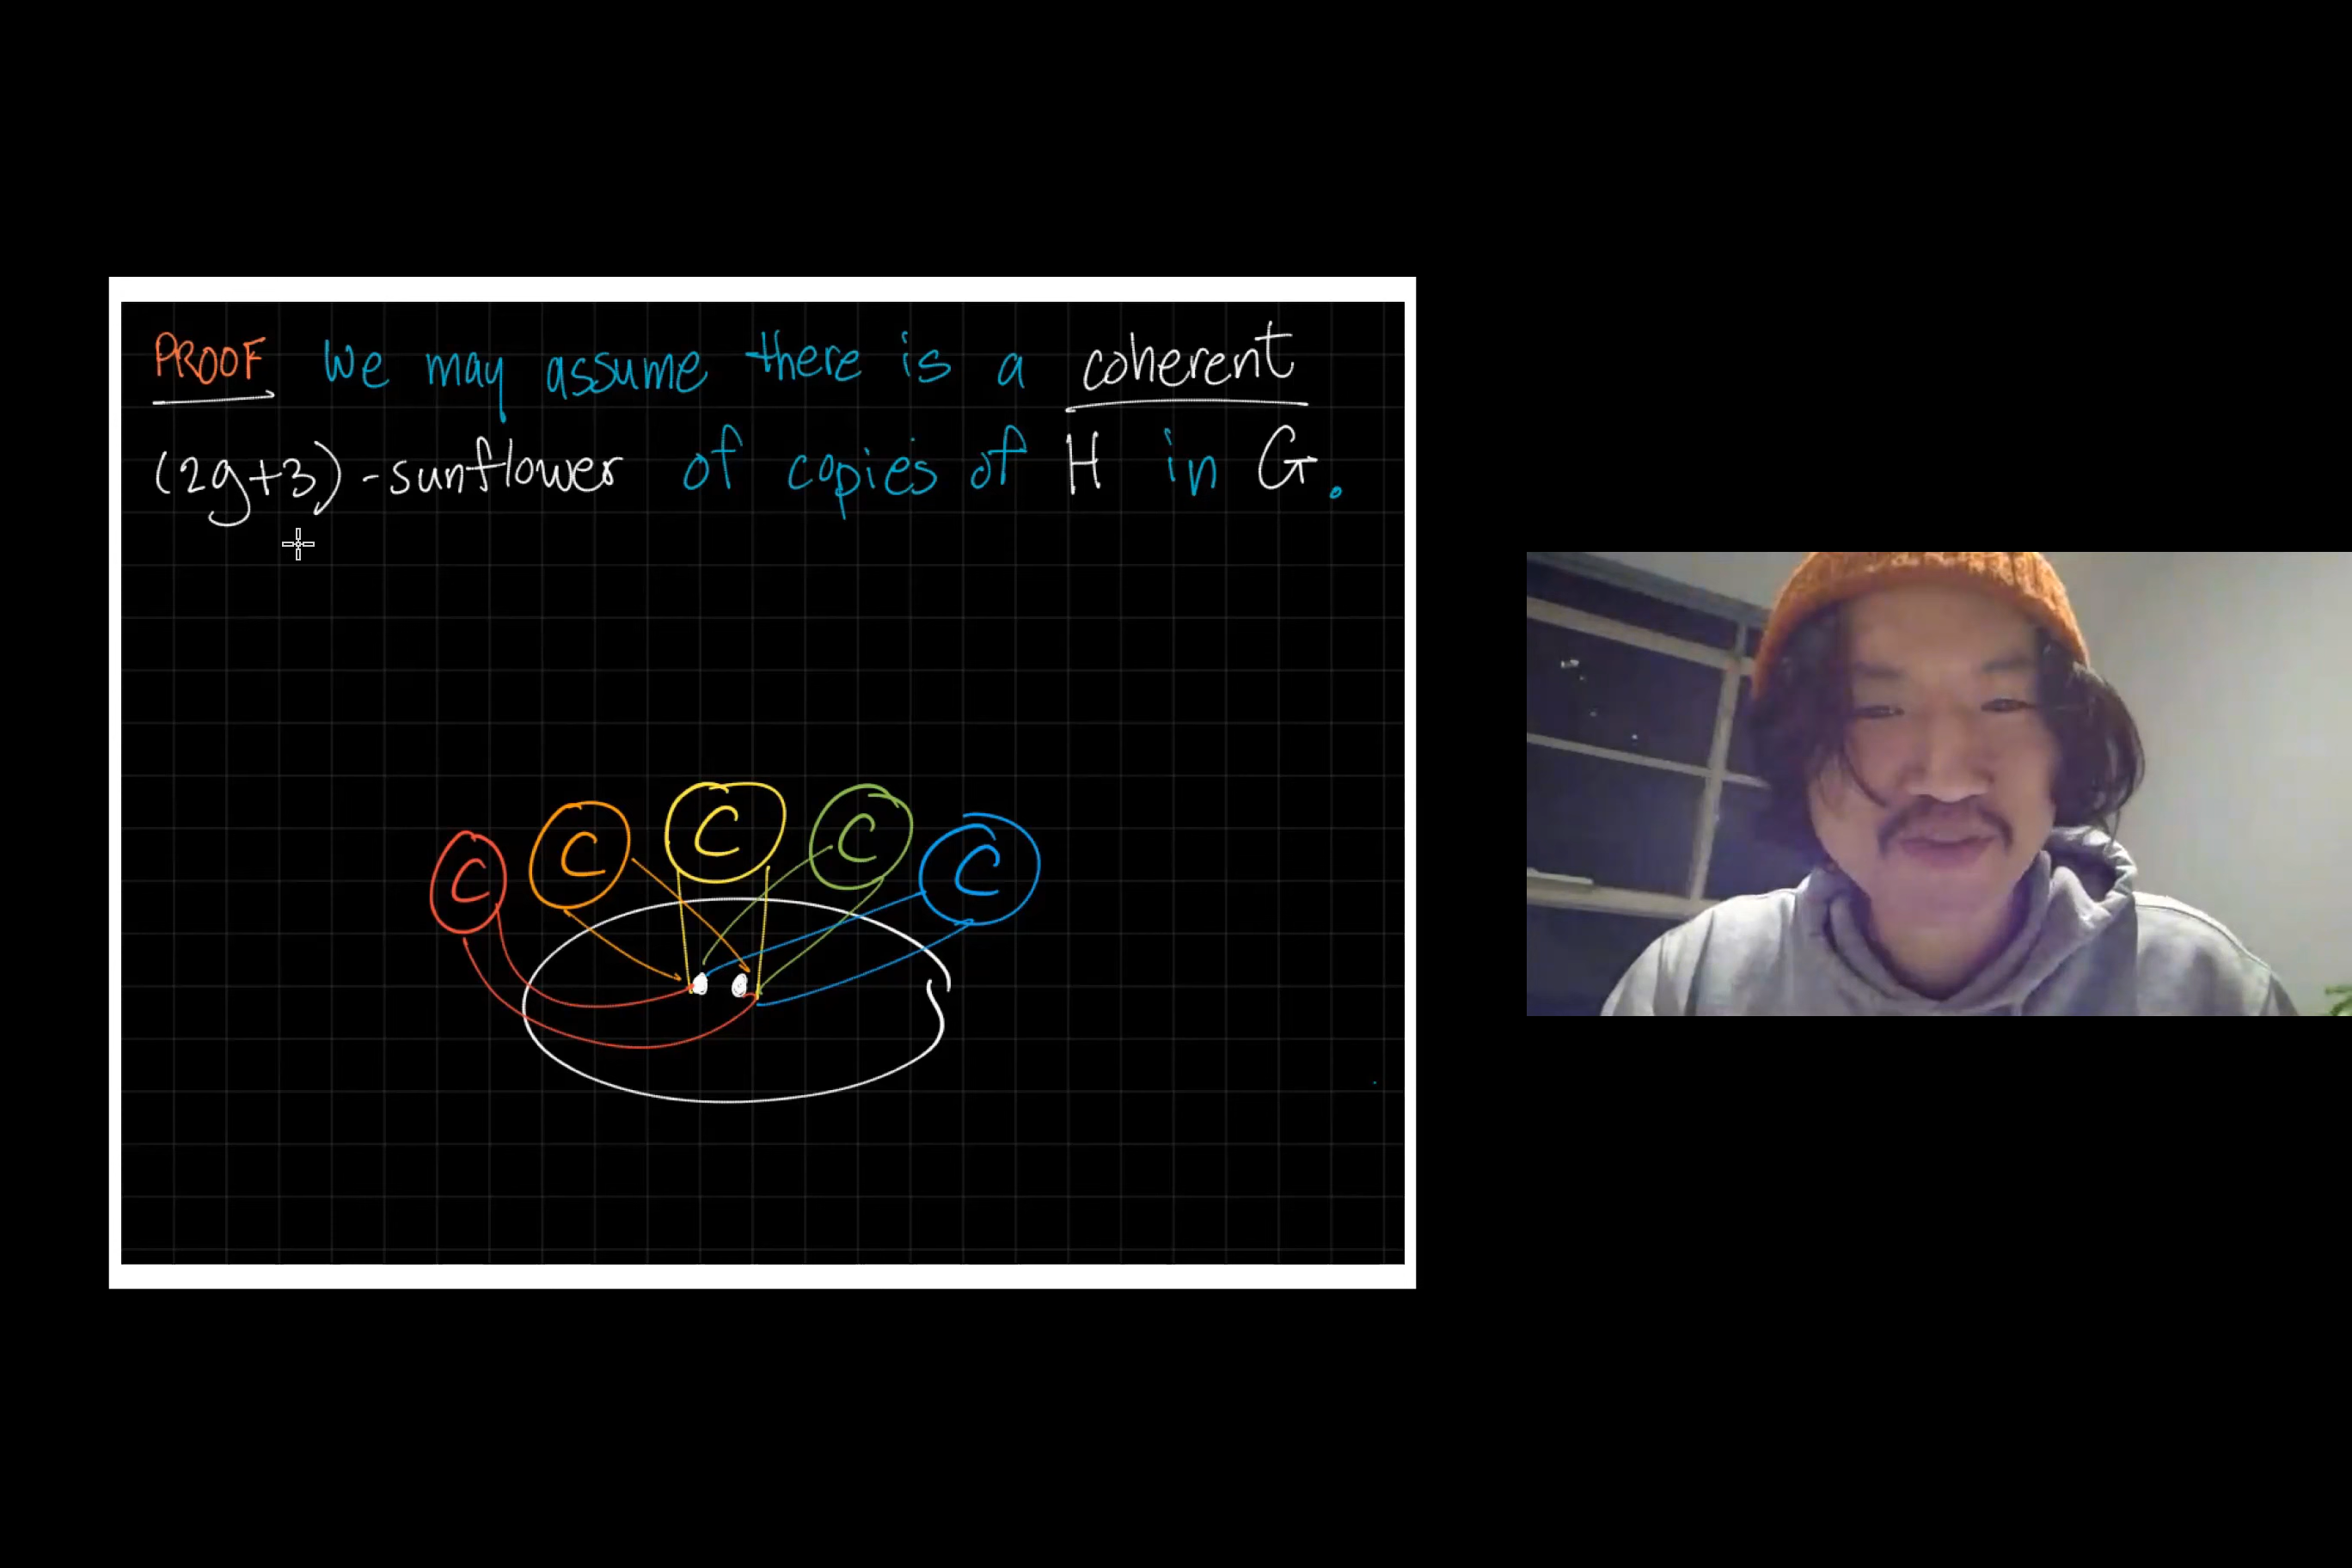 PROOF We may assume there is a coherent
(2g+3)-sunflower of copies of H in G.
C C C C C